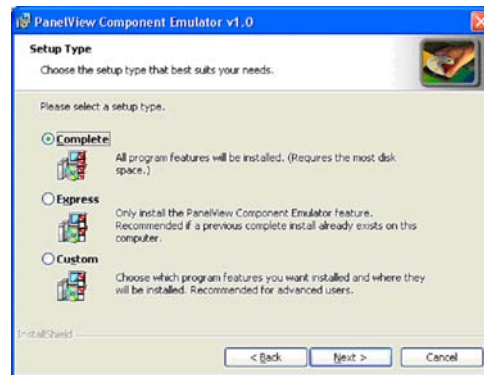 PanelView Component Emulator v1.0
Setup Type
Choose the setup type that best suits your needs.
Please select a setup type.
Complete
All program features will be installed. (Requires the most disk
space.)
Express
Only install the PanelView Component Emulator feature.
Recommended if a previous complete install already exists on this
computer.
Custom
Choose which program features you want installed and where they
will be installed. Recommended for advanced users.
InstallShield
< Back
Next >
Cancel